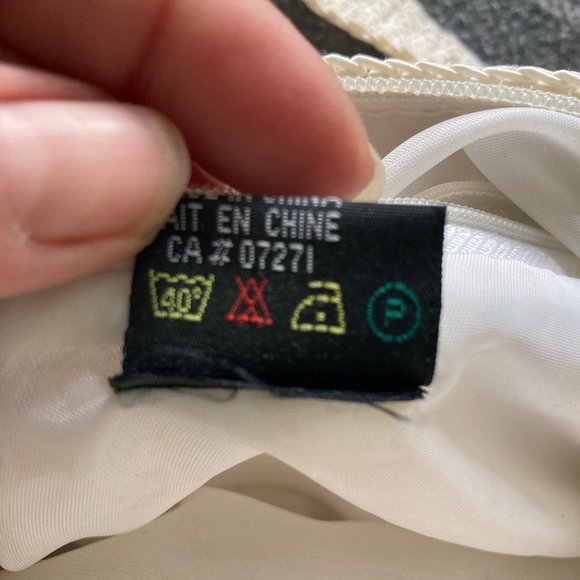 AIT EN CHINE
CA # 07271
40°
P